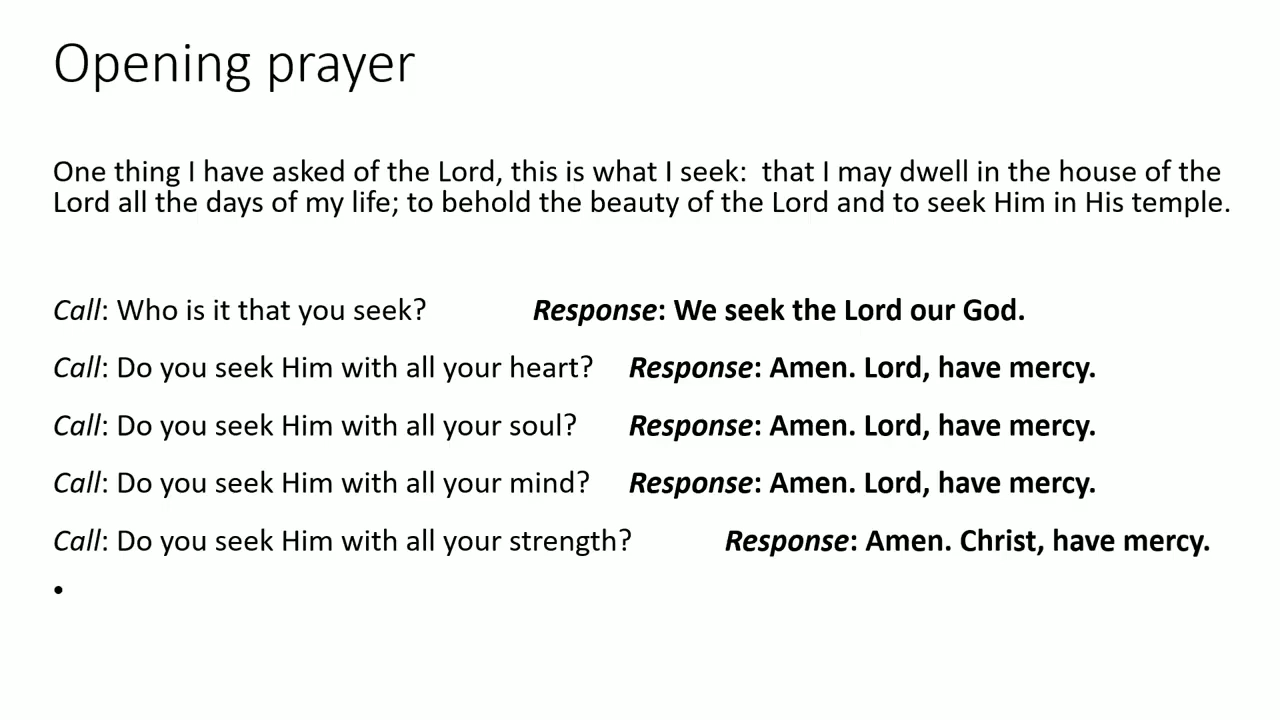 Opening prayer
One thing I have asked of the Lord, this is what I seek:  that I may dwell in the house of the
Lord all the days of my life; to behold the beauty of the Lord and to seek Him in His temple.
Call: Who is it that you seek? Response: We seek the Lord our God.
Call: Do you seek Him with all your heart? Response: Amen. Lord, have mercy.
Call: Do you seek Him with all your soul? Response: Amen. Lord, have mercy.
Call: Do you seek Him with all your mind? Response: Amen. Lord, have mercy.
Call: Do you seek Him with all your strength? Response: Amen. Christ, have mercy.
•